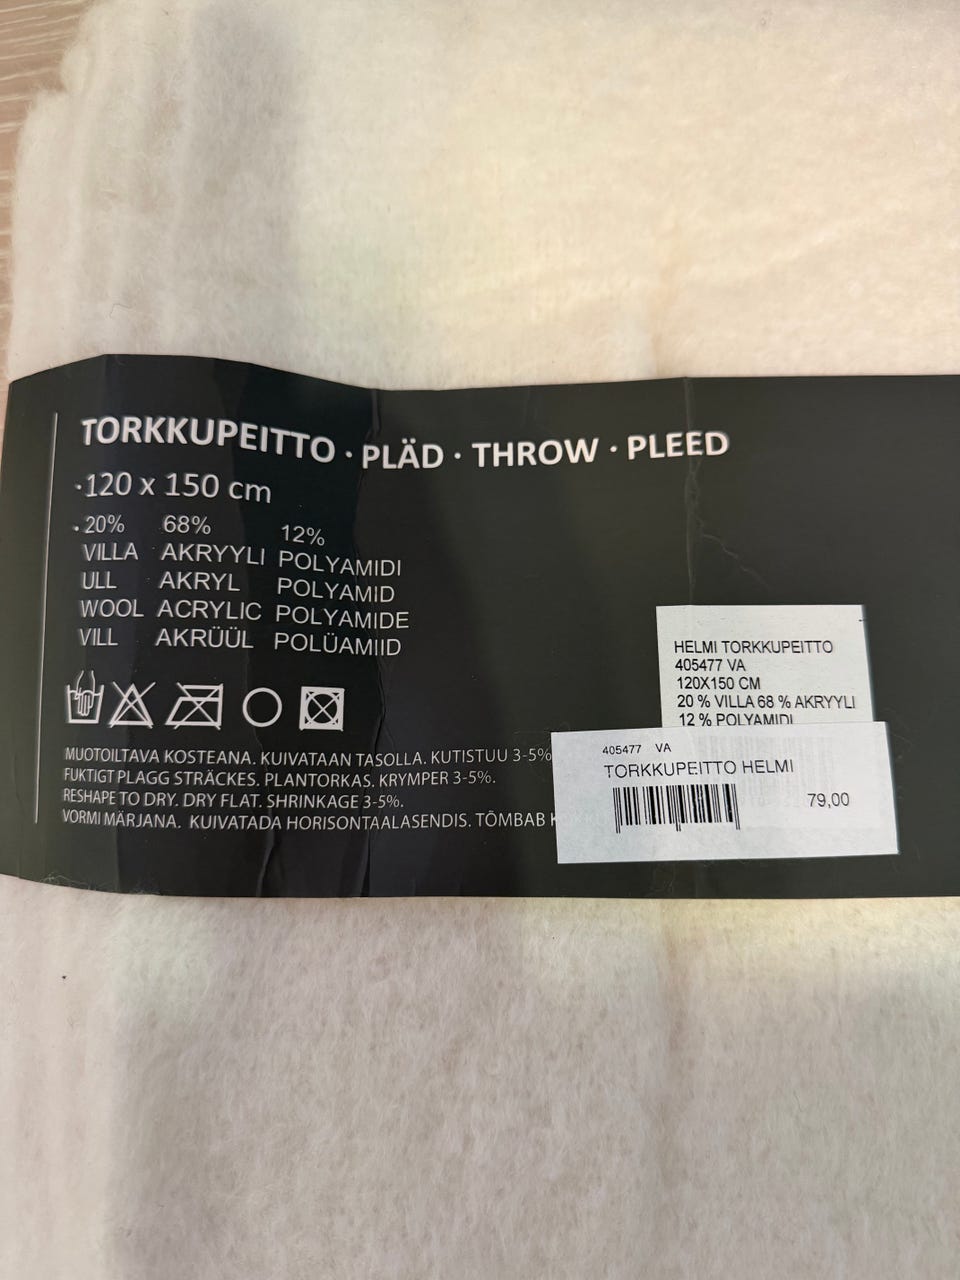 TORKKUPEITTO · PLÄD · THROW · PLEED
·120 x 150 cm
·20% 68% 12%
VILLA AKRYYLI POLYAMIDI
ULL AKRYL POLYAMID
WOOL ACRYLIC POLYAMIDE
VILL AKRÜÜL POLÜAMIID
MUOTOILTAVA KOSTEANA. KUIVATAAN TASOLLA. KUTISTUU 3-5%
FUKTIGT PLAGG STRÄCKES. PLANTORKAS. KRYMPER 3-5%.
RESHAPE TO DRY. DRY FLAT. SHRINKAGE 3-5%.
VORMI MÄRJANA. KUIVATADA HORISONTAALASENDIS. TÕMBAB
HELMI TORKKUPEITTO
405477 VA
120X150 CM
20 % VILLA 68 % AKRYYLI
12 % POLYAMIDI
405477 VA
TORKKUPEITTO HELMI
79,00